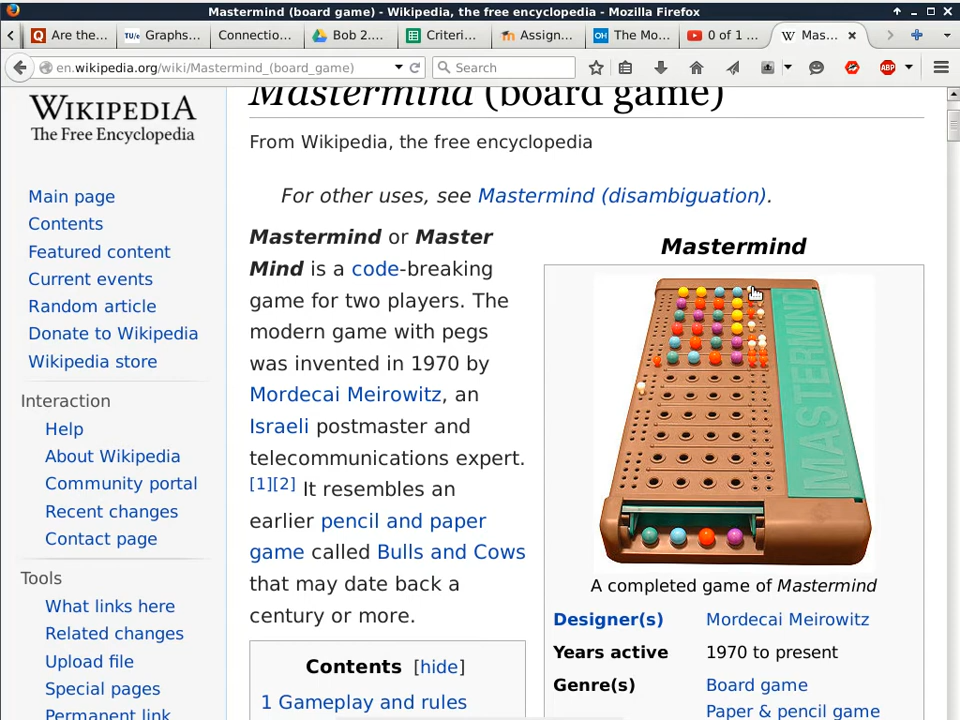 Mastermind (board game) - Wikipedia, the free encyclopedia - Mozilla Firefox
Are the...
TU/e Graphs...
Connectio...
Bob 2....
Criteri...
Assign...
OH The Mo...
0 of 1 ...
W Mas...
en.wikipedia.org/wiki/Mastermind_(board_game)
Search
ABP
WIKIPEDIA
The Free Encyclopedia
Main page
Contents
Featured content
Current events
Random article
Donate to Wikipedia
Wikipedia store
Interaction
Help
About Wikipedia
Community portal
Recent changes
Contact page
Tools
What links here
Related changes
Upload file
Special pages
Permanent link
Mastermind (board game)
From Wikipedia, the free encyclopedia
For other uses, see Mastermind (disambiguation).
Mastermind or Master
Mind is a code-breaking
game for two players. The
modern game with pegs
was invented in 1970 by
Mordecai Meirowitz, an
Israeli postmaster and
telecommunications expert.
[1][2] It resembles an
earlier pencil and paper
game called Bulls and Cows
that may date back a
century or more.
Contents [hide]
1 Gameplay and rules
Mastermind
MASTERMIND
A completed game of Mastermind
Designer(s) Mordecai Meirowitz
Years active 1970 to present
Genre(s) Board game
Paper & pencil game